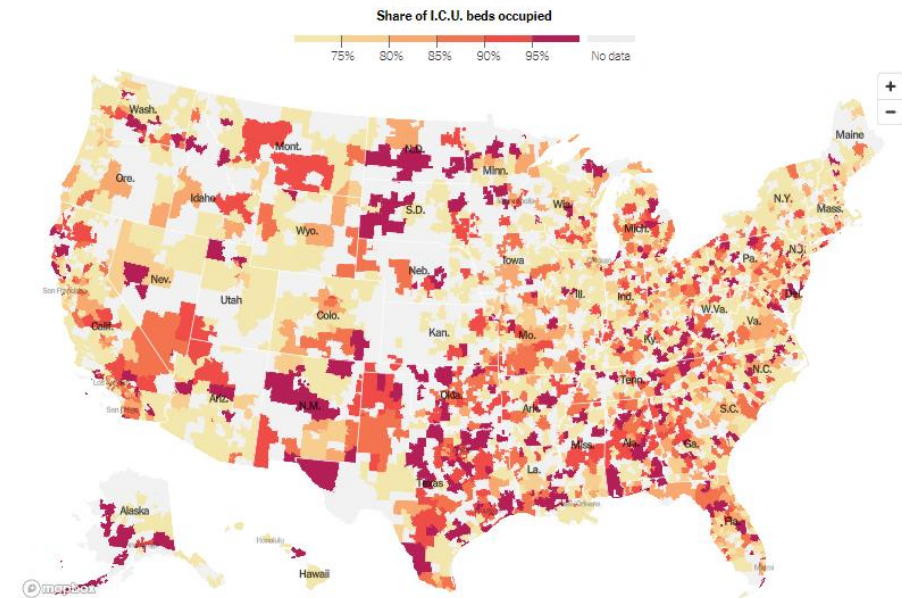 Share of I.C.U. beds occupied
75% 80% 85% 90% 95% No data
+
−
Wash.
Mont.
N.D.
Minn.
Maine
Ore.
Idaho
S.D.
Wis.
Mich.
N.Y.
Mass.
Wyo.
Neb.
Iowa
Ill.
Ind.
Pa.
N.J.
Nev.
Utah
Colo.
Kan.
Mo.
Ky.
W.Va.
Va.
Del.
Calif.
Ariz.
N.M.
Okla.
Ark.
Tenn.
N.C.
S.C.
Texas
La.
Miss.
Ala.
Ga.
Fla.
Miami
Alaska
Honolulu
Hawaii
mapbox